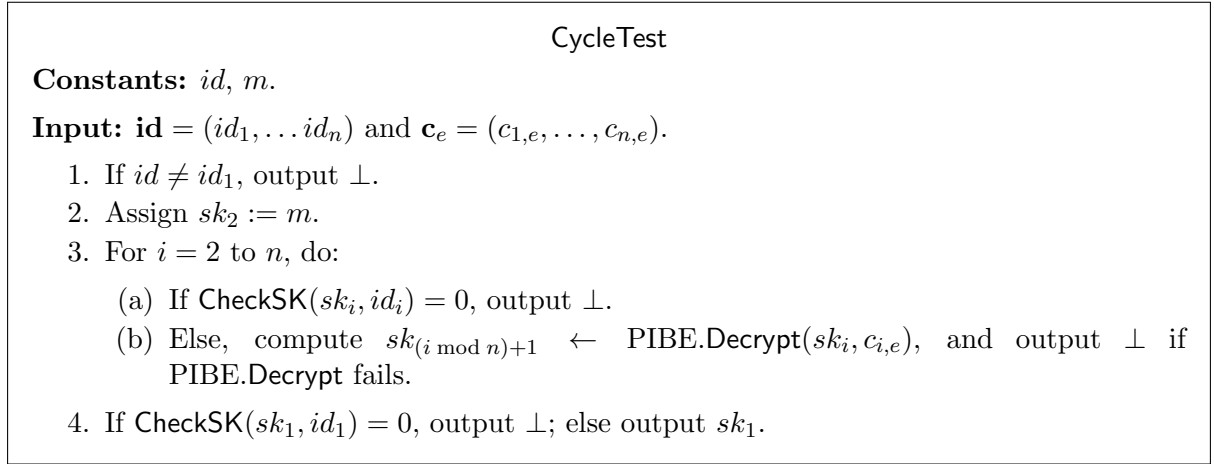 CycleTest
Constants: id, m.
Input: id = (id₁, … idₙ) and cₑ = (c₁,ₑ, …, cₙ,ₑ).
1. If id ≠ id₁, output ⊥.
2. Assign sk₂ := m.
3. For i = 2 to n, do:
(a) If CheckSK(skᵢ, idᵢ) = 0, output ⊥.
(b) Else, compute sk₍ᵢ ₘₒd ₙ₎₊₁ ← PIBE.Decrypt(skᵢ, cᵢ,ₑ), and output ⊥ if
PIBE.Decrypt fails.
4. If CheckSK(sk₁, id₁) = 0, output ⊥; else output sk₁.